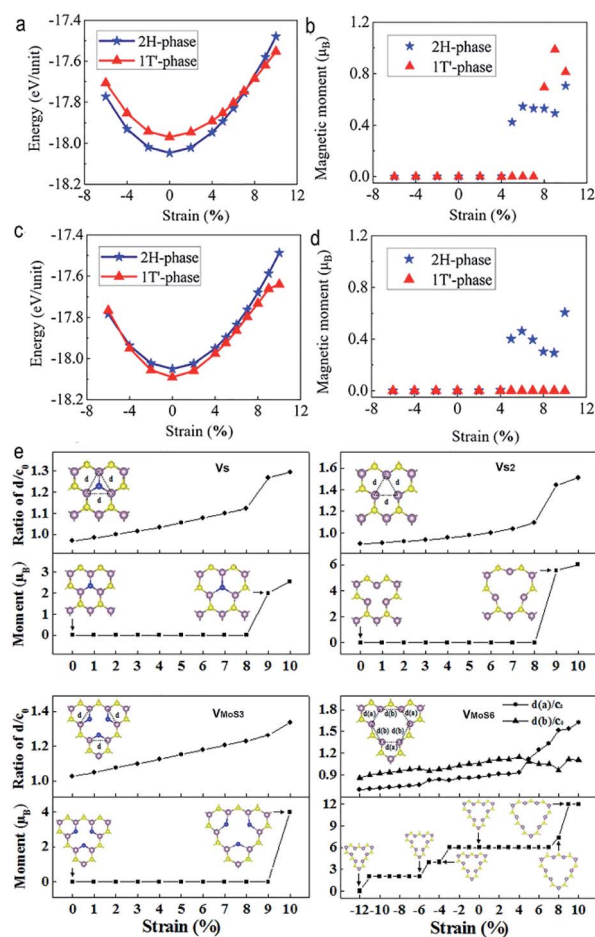 a
-17.4
-17.6
-17.8
-18.0
-18.2
Energy (eV/unit)
2H-phase
1T'-phase
-8 -4 0 4 8 12
Strain (%)
b
1.2
0.8
0.4
0.0
Magnetic moment (μB)
2H-phase
1T'-phase
-8 -4 0 4 8 12
Strain (%)
c
-17.4
-17.6
-17.8
-18.0
-18.2
Energy (eV/unit)
2H-phase
1T'-phase
-8 -4 0 4 8 12
Strain (%)
d
1.2
0.8
0.4
0.0
Magnetic moment (μB)
2H-phase
1T'-phase
-8 -4 0 4 8 12
Strain (%)
e
Vs
Ratio of d/c₀
1.3
1.2
1.1
1.0
d d
d
Moment (μB)
3
2
1
0
0 1 2 3 4 5 6 7 8 9 10
Vs2
1.6
1.4
1.2
1.0
d d
d
6
4
2
0
0 1 2 3 4 5 6 7 8 9 10
VMoS3
Ratio of d/c₀
1.4
1.2
1.0
d d
d
Moment (μB)
4
3
2
1
0
0 1 2 3 4 5 6 7 8 9 10
Strain (%)
VMoS6
d(a)/c₀
d(b)/c₀
1.8
1.5
1.2
0.9
d(a) d(b) d(a)
d(b) d(b)
d(a)
12
9
6
3
0
-12 -10 -8 -6 -4 -2 0 2 4 6 8 10
Strain (%)